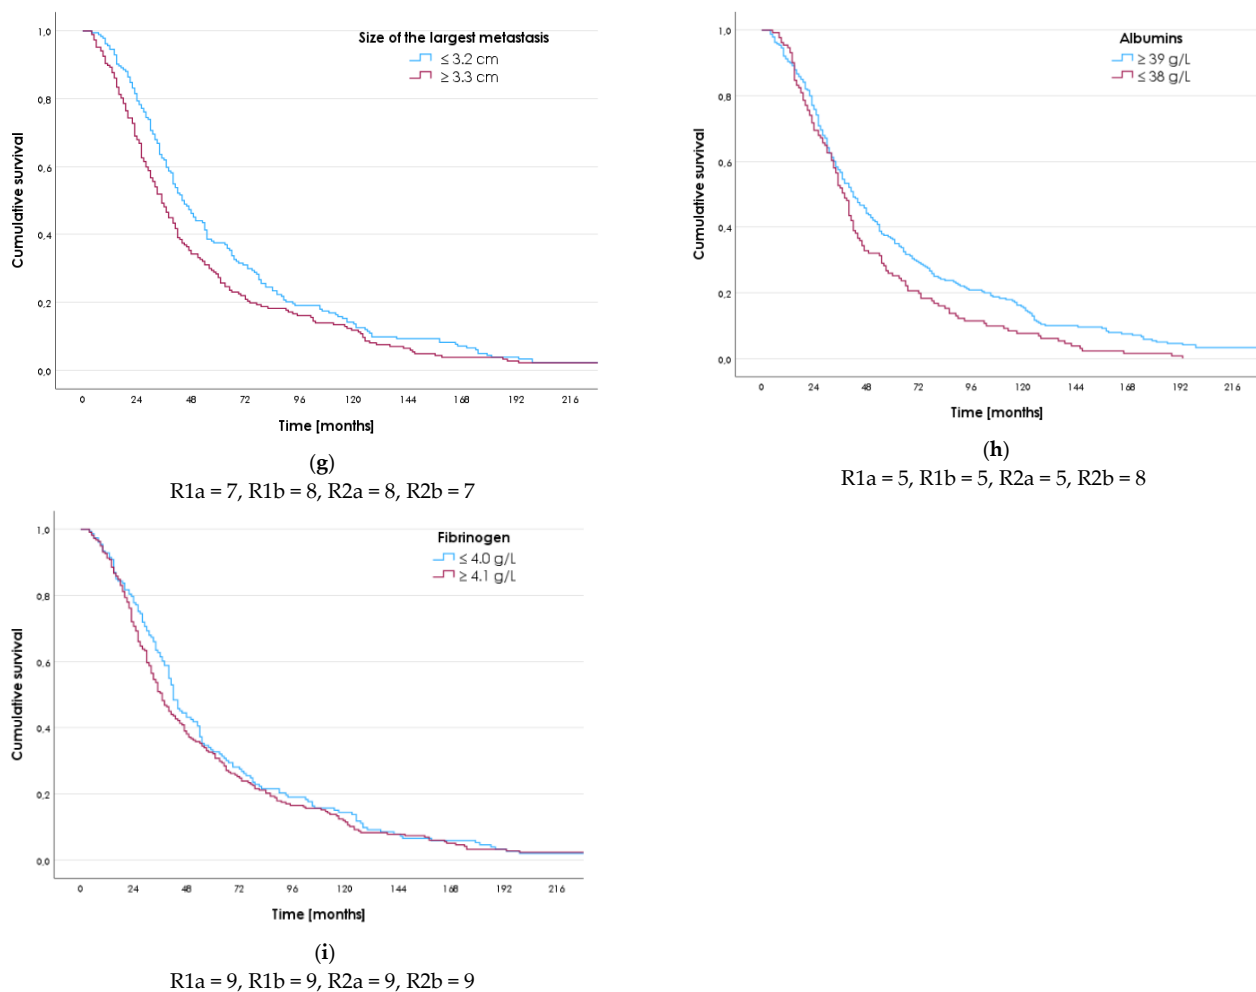 Size of the largest metastasis
≤ 3.2 cm
≥ 3.3 cm
1,0
0,8
0,6
0,4
0,2
0,0
Cumulative survival
0 24 48 72 96 120 144 168 192 216
Time [months]
(g)
R1a = 7, R1b = 8, R2a = 8, R2b = 7
Albumins
≥ 39 g/L
≤ 38 g/L
1,0
0,8
0,6
0,4
0,2
0,0
Cumulative survival
0 24 48 72 96 120 144 168 192 216
Time [months]
(h)
R1a = 5, R1b = 5, R2a = 5, R2b = 8
Fibrinogen
≤ 4.0 g/L
≥ 4.1 g/L
1,0
0,8
0,6
0,4
0,2
0,0
Cumulative survival
0 24 48 72 96 120 144 168 192 216
Time [months]
(i)
R1a = 9, R1b = 9, R2a = 9, R2b = 9